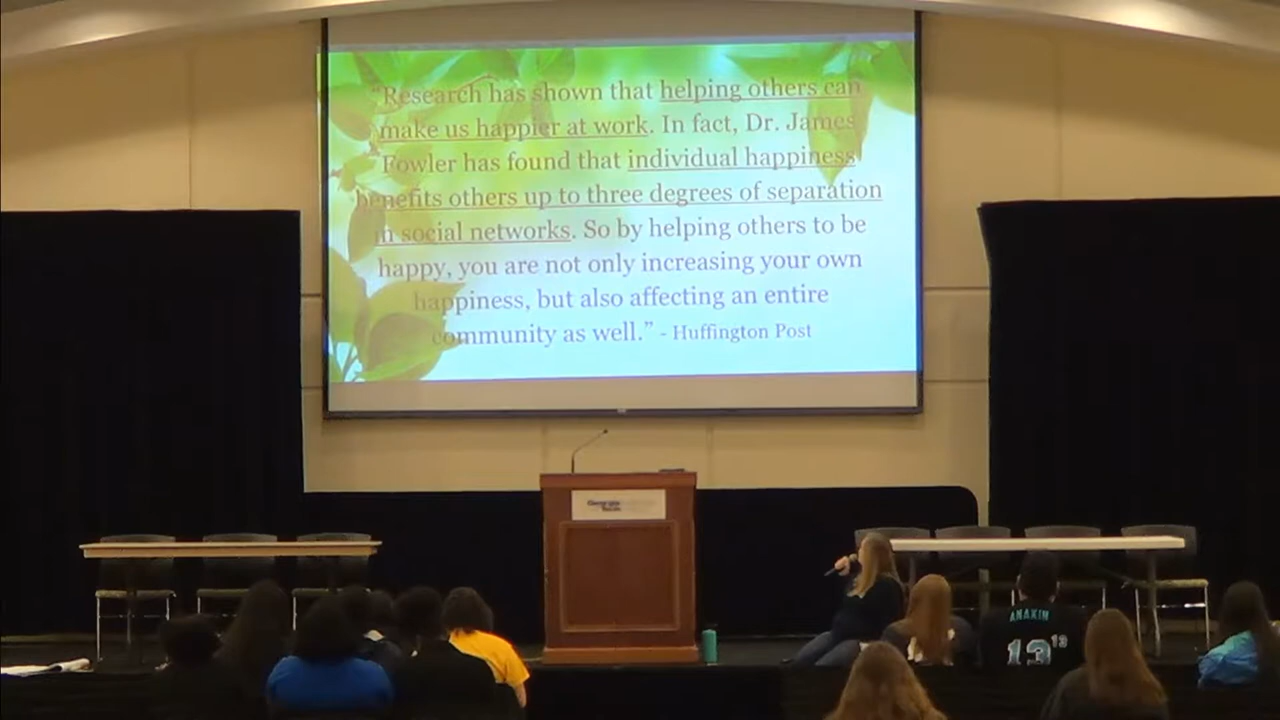 "Research has shown that helping others can
make us happier at work. In fact, Dr. James
Fowler has found that individual happiness
benefits others up to three degrees of separation
in social networks. So by helping others to be
happy, you are not only increasing your own
happiness, but also affecting an entire
community as well." - Huffington Post
ANAKIN
13 13